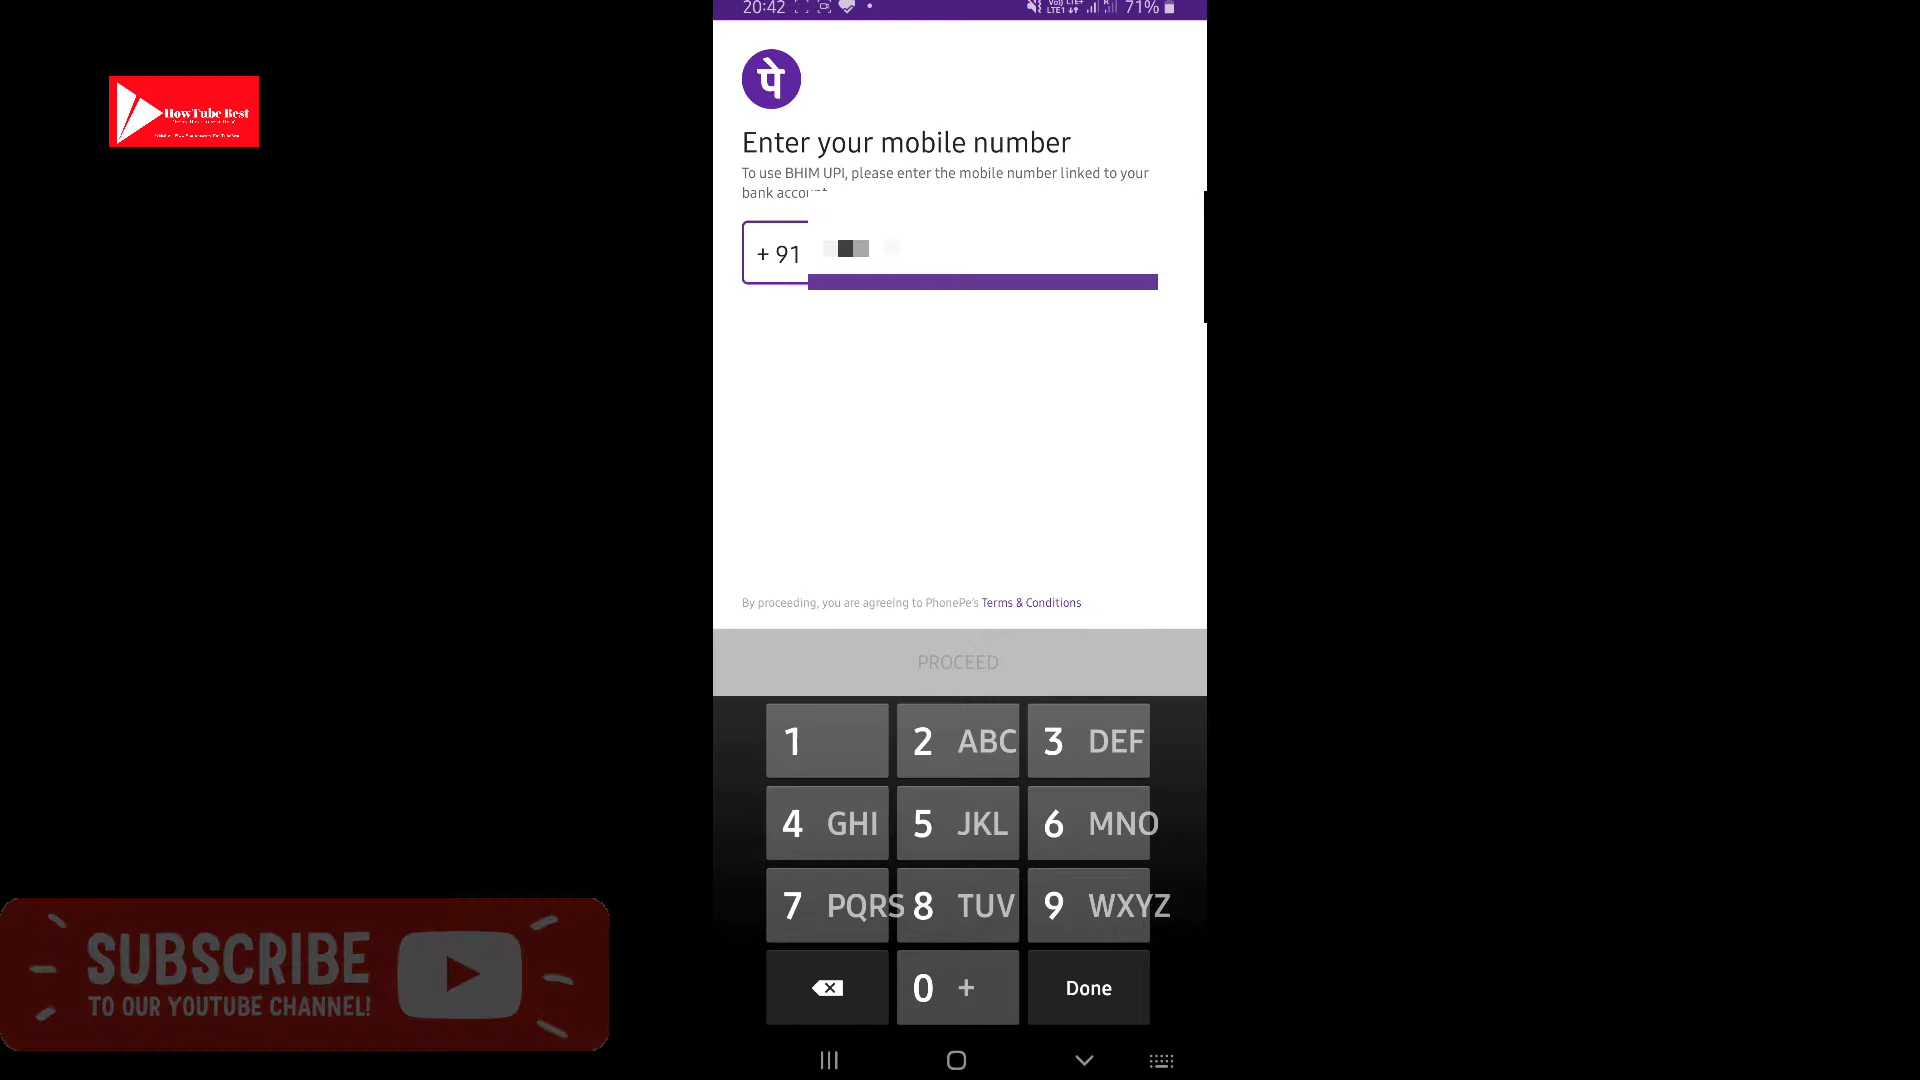 20:42
LTE1
71%
HowTube Best
पे
Enter your mobile number
To use BHIM UPI, please enter the mobile number linked to your
bank account
+ 91
By proceeding, you are agreeing to PhonePe's Terms & Conditions
PROCEED
1
2 ABC
3 DEF
4 GHI
5 JKL
6 MNO
7 PQRS
8 TUV
9 WXYZ
0 +
Done
SUBSCRIBE
TO OUR YOUTUBE CHANNEL!